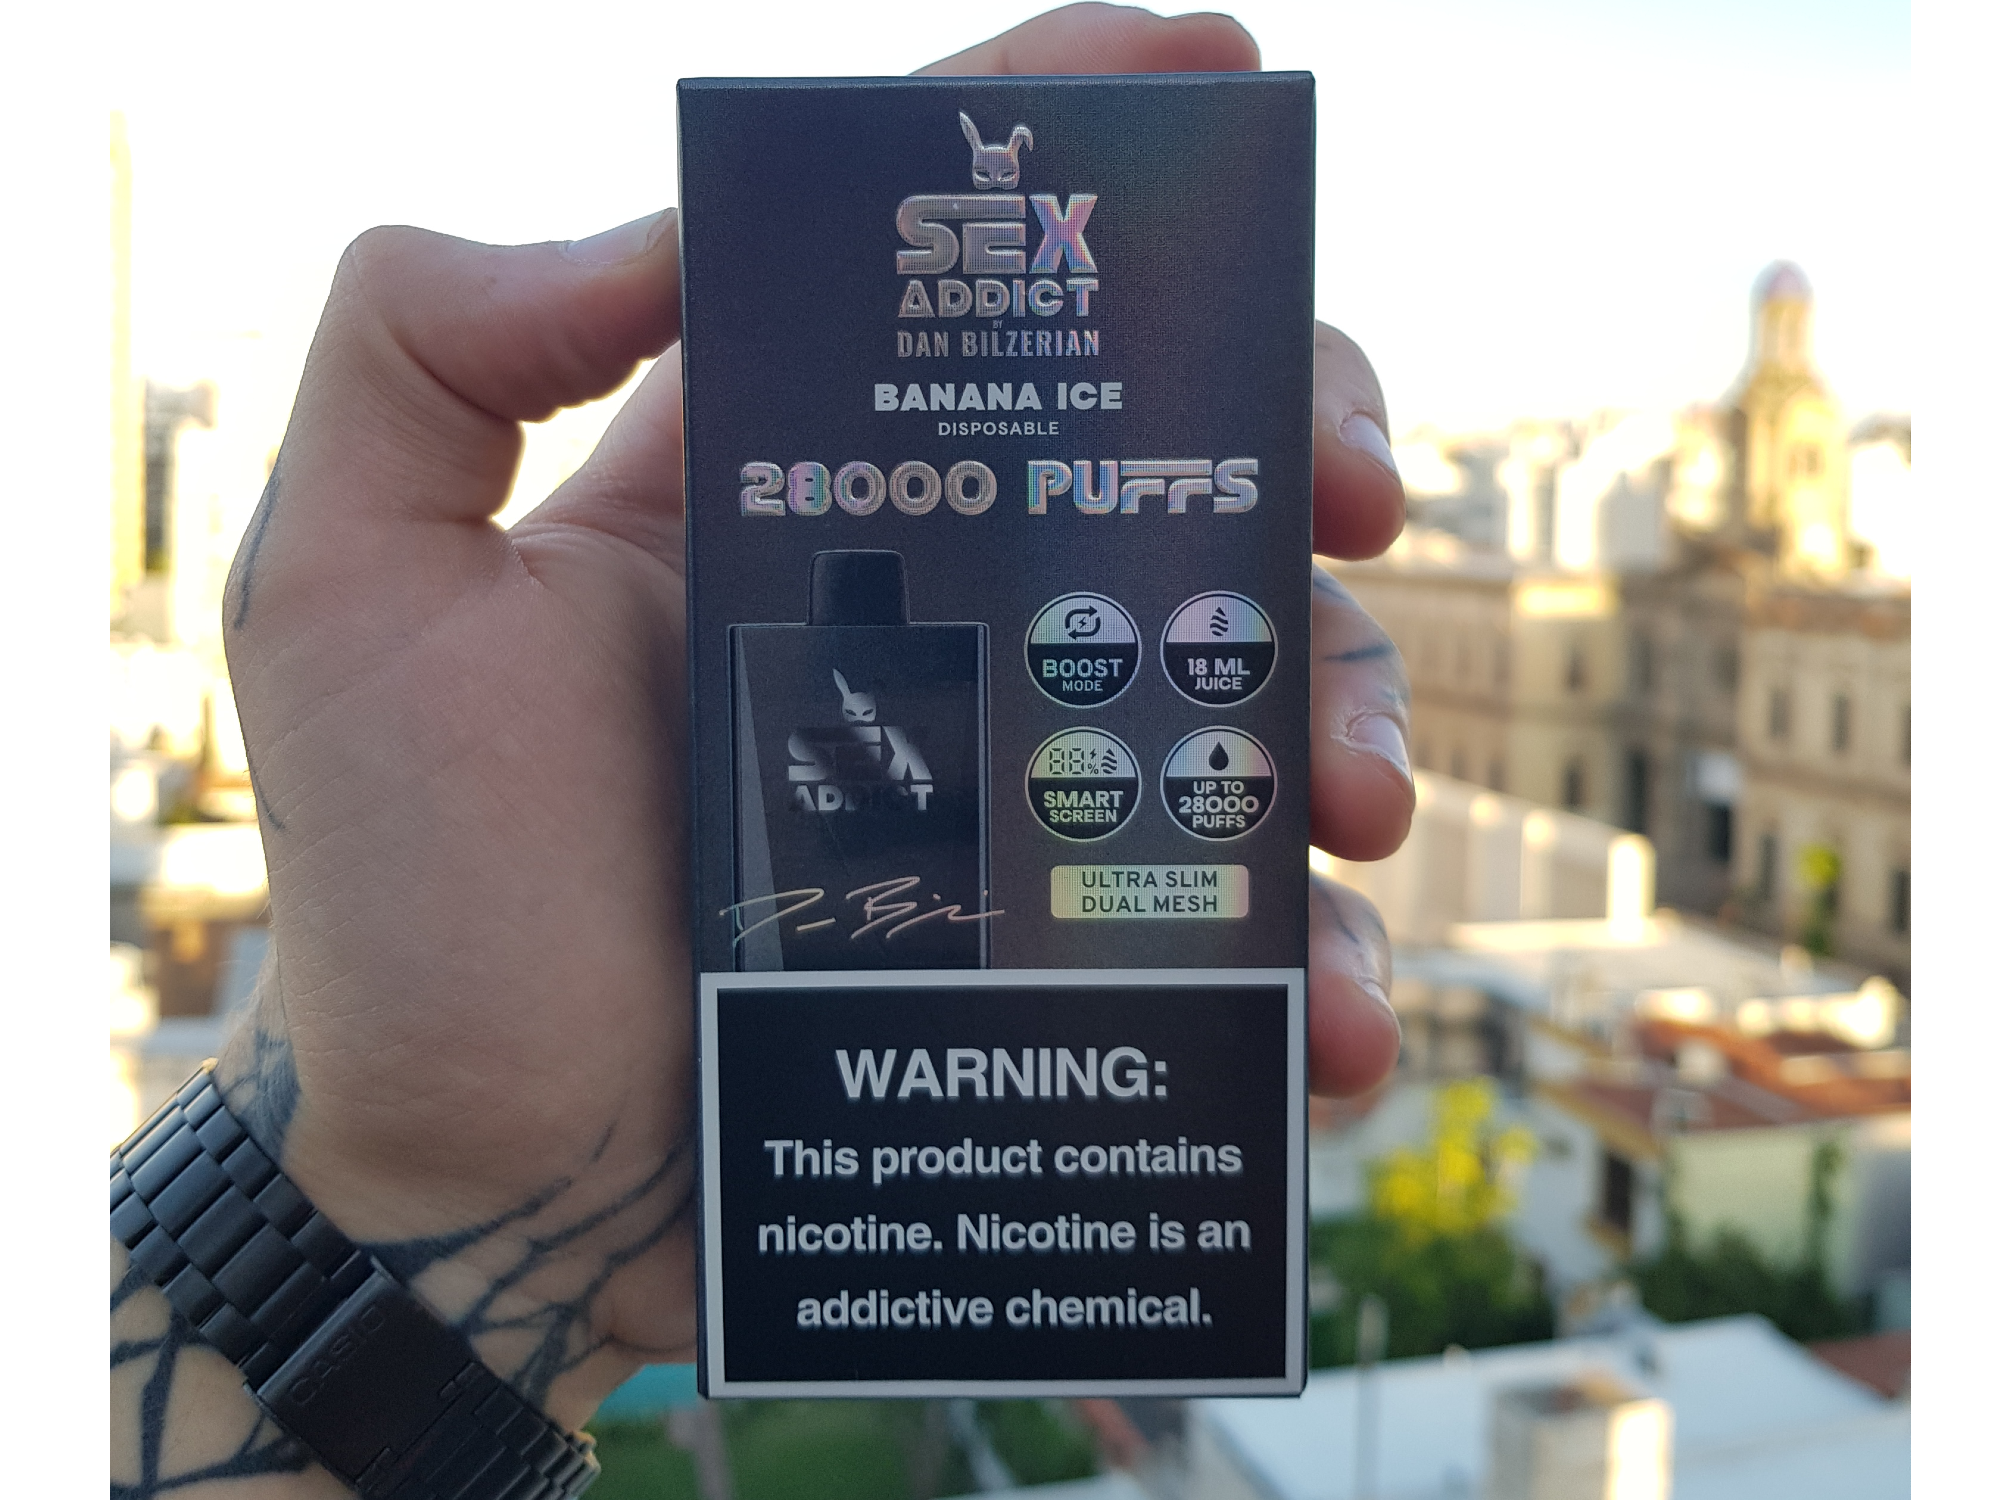 SEX
ADDICT
BY
DAN BILZERIAN
BANANA ICE
DISPOSABLE
28000 PUFFS
BOOST
MODE
18 ML
JUICE
SEX
ADDICT
88%
SMART
SCREEN
UP TO
28000
PUFFS
ULTRA SLIM
DUAL MESH
WARNING:
This product contains
nicotine. Nicotine is an
addictive chemical.
CASIO